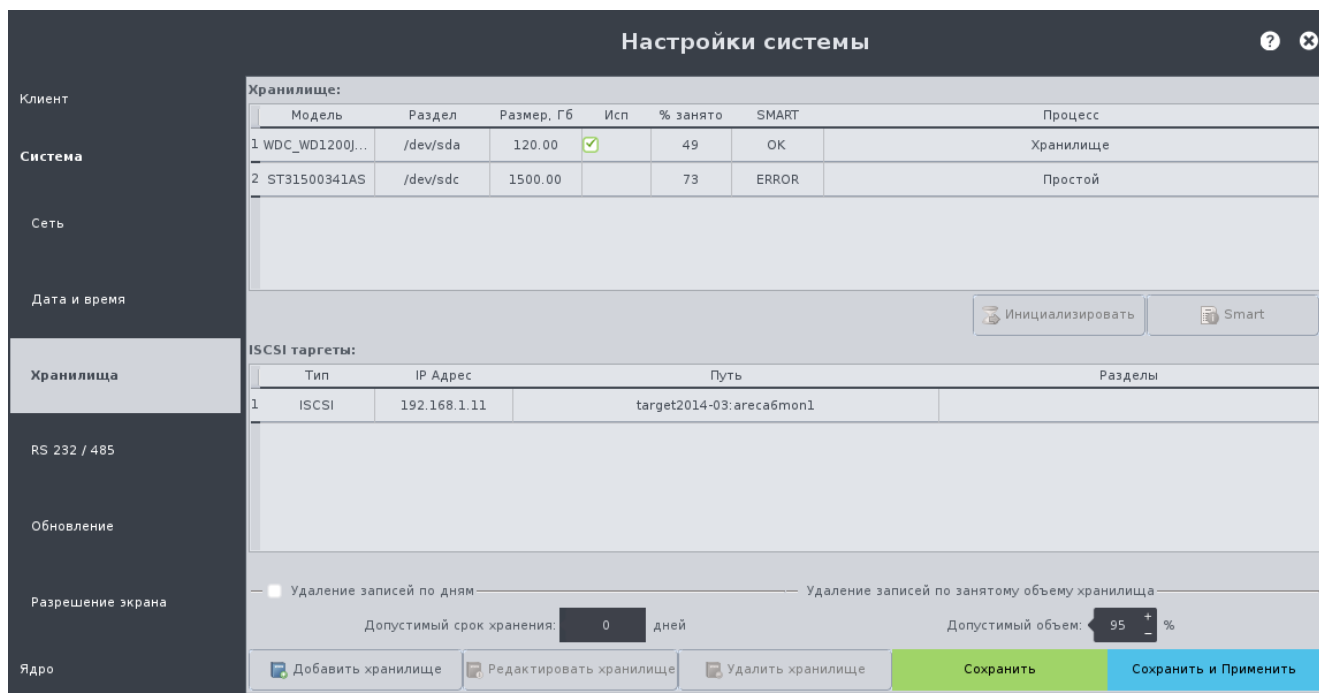 Настройки системы
?
Клиент
Система
Сеть
Дата и время
Хранилища
RS 232 / 485
Обновление
Разрешение экрана
Ядро
Хранилище:
Модель Раздел Размер, Гб Исп % занято SMART Процесс
1 WDC_WD1200J... /dev/sda 120.00 49 OK Хранилище
2 ST31500341AS /dev/sdc 1500.00 73 ERROR Простой
Инициализировать Smart
ISCSI таргеты:
Тип IP Адрес Путь Разделы
1 ISCSI 192.168.1.11 target2014-03:areca6mon1
Удаление записей по дням Удаление записей по занятому объему хранилища
Допустимый срок хранения: 0 дней Допустимый объем: 95 + − %
Добавить хранилище Редактировать хранилище Удалить хранилище Сохранить Сохранить и Применить